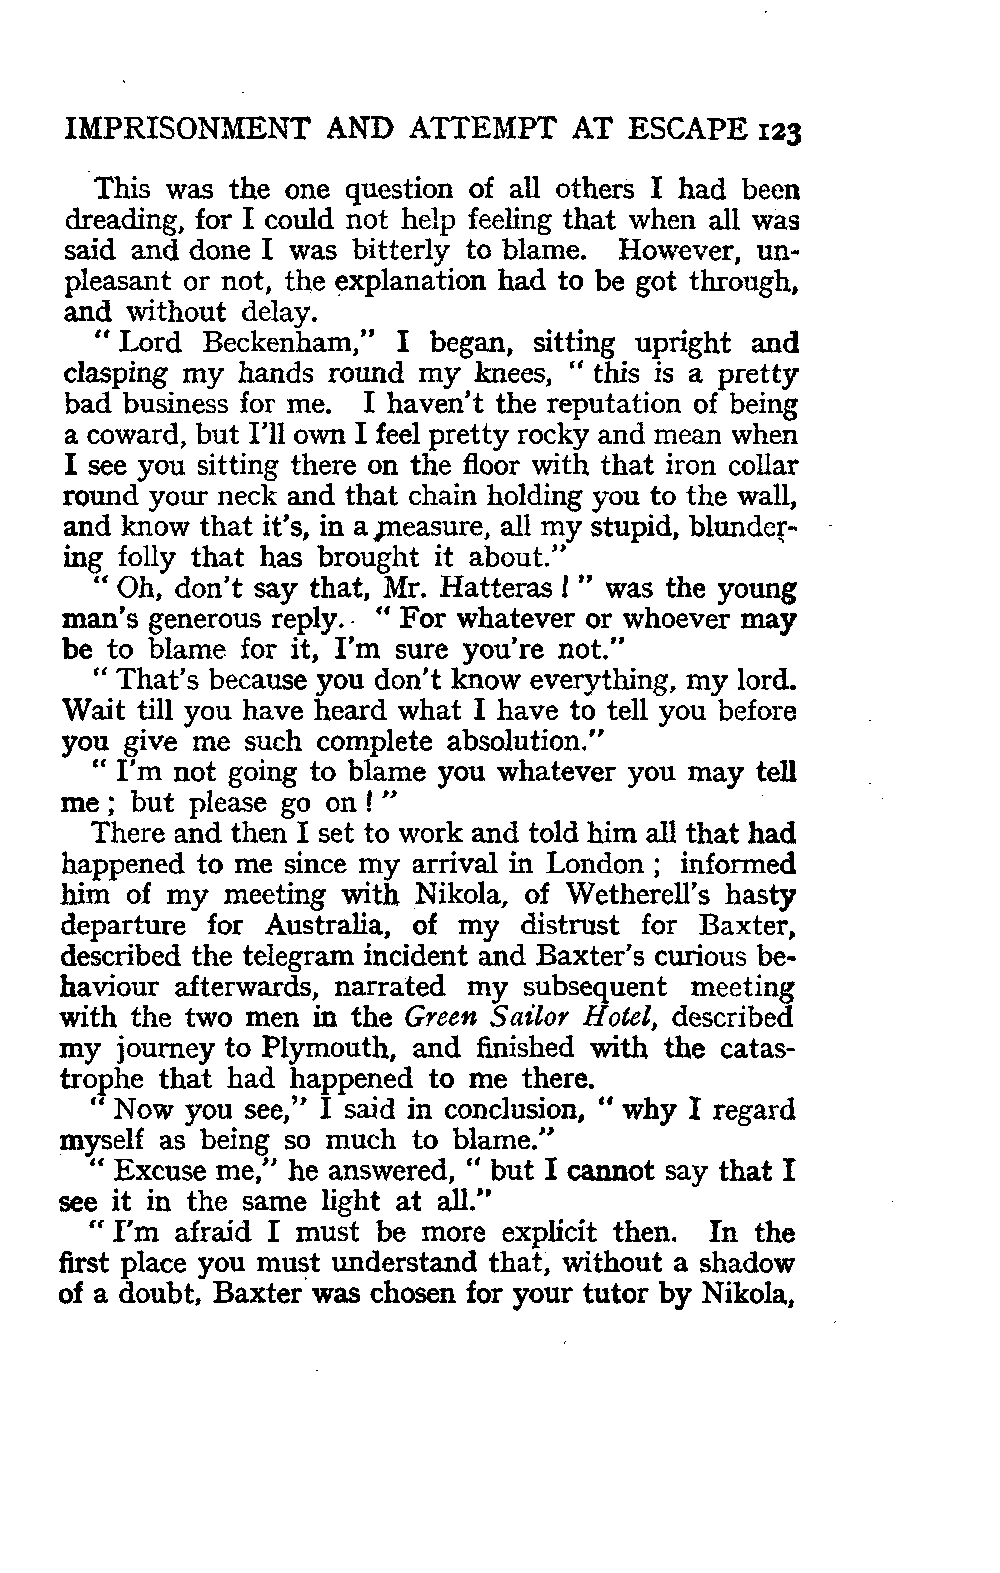 IMPRISONMENT AND ATTEMPT AT ESCAPE 123
This was the one question of all others I had been
dreading, for I could not help feeling that when all was
said and done I was bitterly to blame. However, un-
pleasant or not, the explanation had to be got through,
and without delay.
" Lord Beckenham," I began, sitting upright and
clasping my hands round my knees, " this is a pretty
bad business for me. I haven't the reputation of being
a coward, but I'll own I feel pretty rocky and mean when
I see you sitting there on the floor with that iron collar
round your neck and that chain holding you to the wall,
and know that it's, in a measure, all my stupid, blunder-
ing folly that has brought it about."
" Oh, don't say that, Mr. Hatteras ! " was the young
man's generous reply. " For whatever or whoever may
be to blame for it, I'm sure you're not."
" That's because you don't know everything, my lord.
Wait till you have heard what I have to tell you before
you give me such complete absolution."
" I'm not going to blame you whatever you may tell
me ; but please go on ! "
There and then I set to work and told him all that had
happened to me since my arrival in London ; informed
him of my meeting with Nikola, of Wetherell's hasty
departure for Australia, of my distrust for Baxter,
described the telegram incident and Baxter's curious be-
haviour afterwards, narrated my subsequent meeting
with the two men in the Green Sailor Hotel, described
my journey to Plymouth, and finished with the catas-
trophe that had happened to me there.
" Now you see," I said in conclusion, " why I regard
myself as being so much to blame."
" Excuse me," he answered, " but I cannot say that I
see it in the same light at all."
" I'm afraid I must be more explicit then. In the
first place you must understand that, without a shadow
of a doubt, Baxter was chosen for your tutor by Nikola,